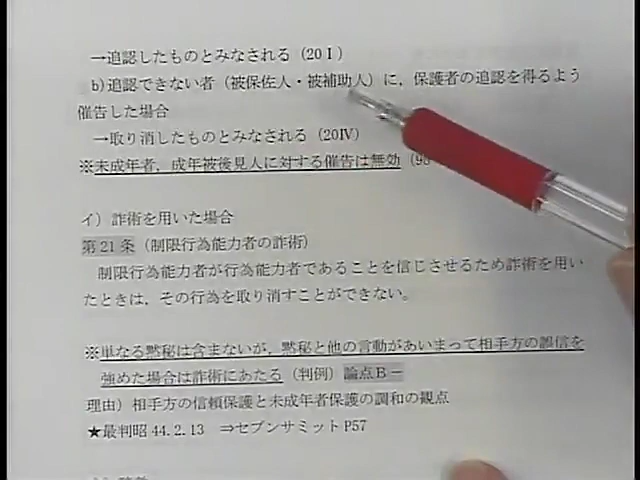 →追認したものとみなされる（20Ⅰ）
b）追認できない者（被保佐人・被補助人）に，保護者の追認を得るよう
催告した場合
→取り消したものとみなされる（20Ⅳ）
※未成年者，成年被後見人に対する催告は無効（98
イ）詐術を用いた場合
第21条（制限行為能力者の詐術）
制限行為能力者が行為能力者であることを信じさせるため詐術を用い
たときは，その行為を取り消すことができない。
※単なる黙秘は含まないが，黙秘と他の言動があいまって相手方の誤信を
強めた場合は詐術にあたる（判例）論点B－
理由）相手方の信頼保護と未成年者保護の調和の観点
★最判昭44.2.13　⇒セブンサミットP57